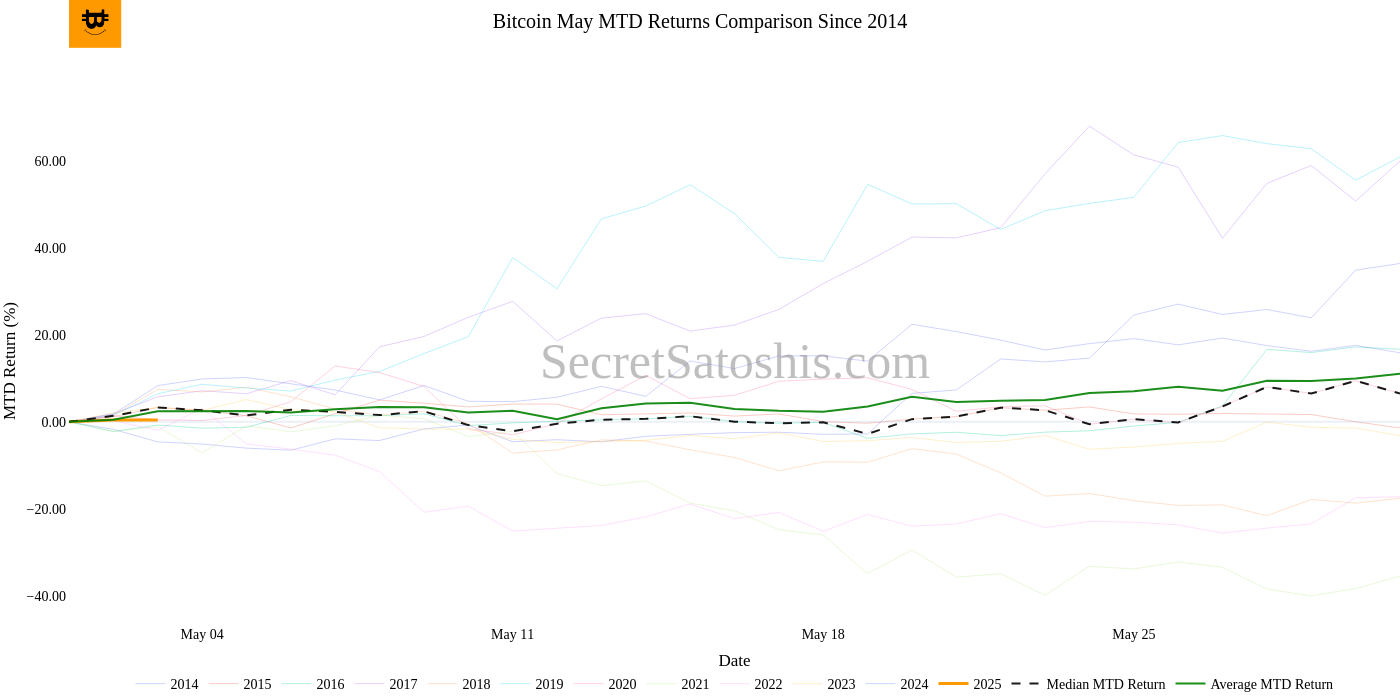 Bitcoin May MTD Returns Comparison Since 2014
MTD Return (%)
60.00
40.00
20.00
0.00
−20.00
−40.00
SecretSatoshis.com
May 04 May 11 May 18 May 25
Date
2014 2015 2016 2017 2018 2019 2020 2021 2022 2023 2024 2025 Median MTD Return Average MTD Return